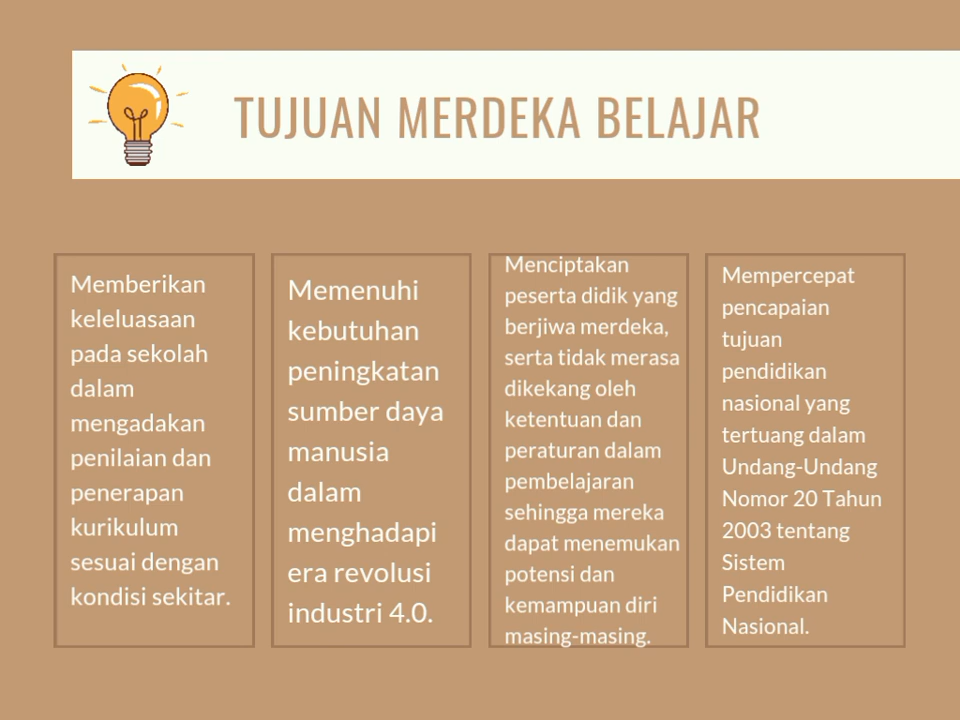 TUJUAN MERDEKA BELAJAR
Memberikan
keleluasaan
pada sekolah
dalam
mengadakan
penilaian dan
penerapan
kurikulum
sesuai dengan
kondisi sekitar.
Memenuhi
kebutuhan
peningkatan
sumber daya
manusia
dalam
menghadapi
era revolusi
industri 4.0.
Menciptakan
peserta didik yang
berjiwa merdeka,
serta tidak merasa
dikekang oleh
ketentuan dan
peraturan dalam
pembelajaran
sehingga mereka
dapat menemukan
potensi dan
kemampuan diri
masing-masing.
Mempercepat
pencapaian
tujuan
pendidikan
nasional yang
tertuang dalam
Undang-Undang
Nomor 20 Tahun
2003 tentang
Sistem
Pendidikan
Nasional.